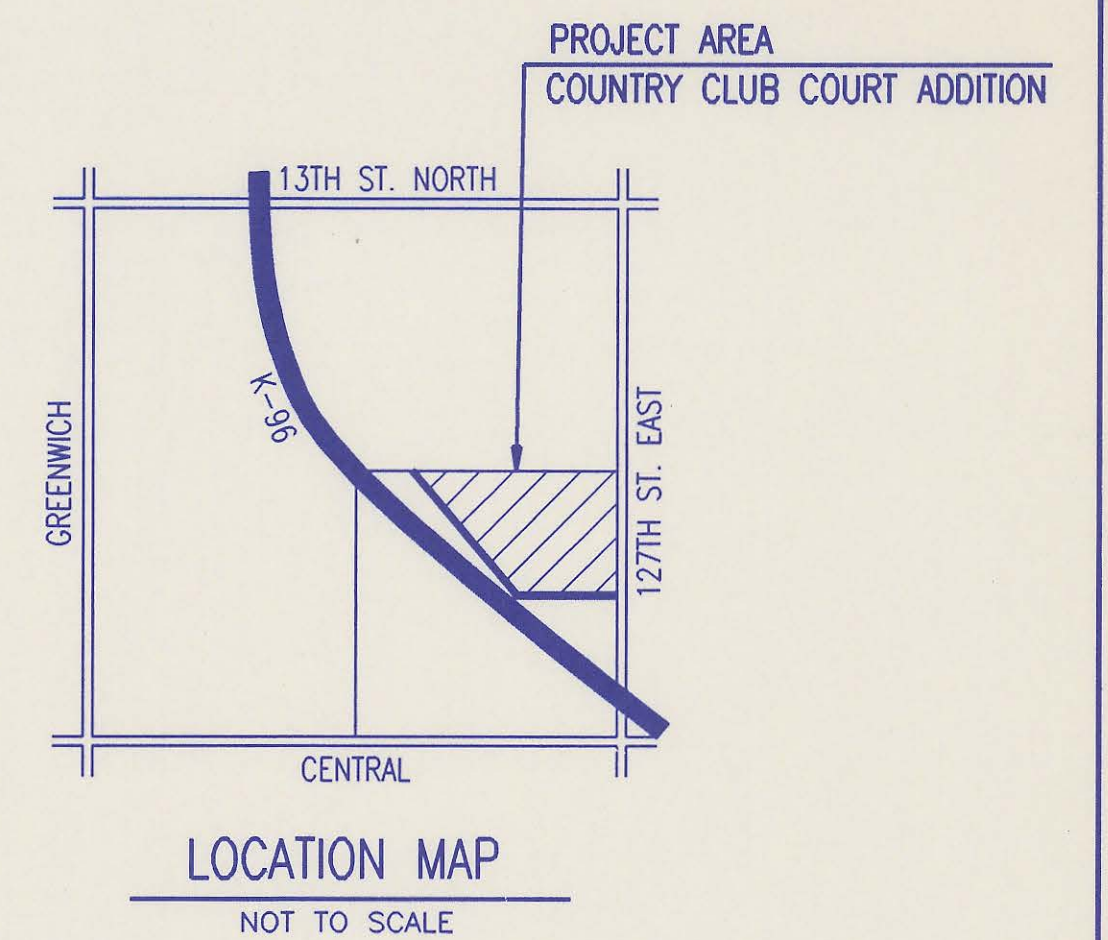 PROJECT AREA
COUNTRY CLUB COURT ADDITION
13TH ST. NORTH
K-96
GREENWICH
127TH ST. EAST
CENTRAL
LOCATION MAP
NOT TO SCALE